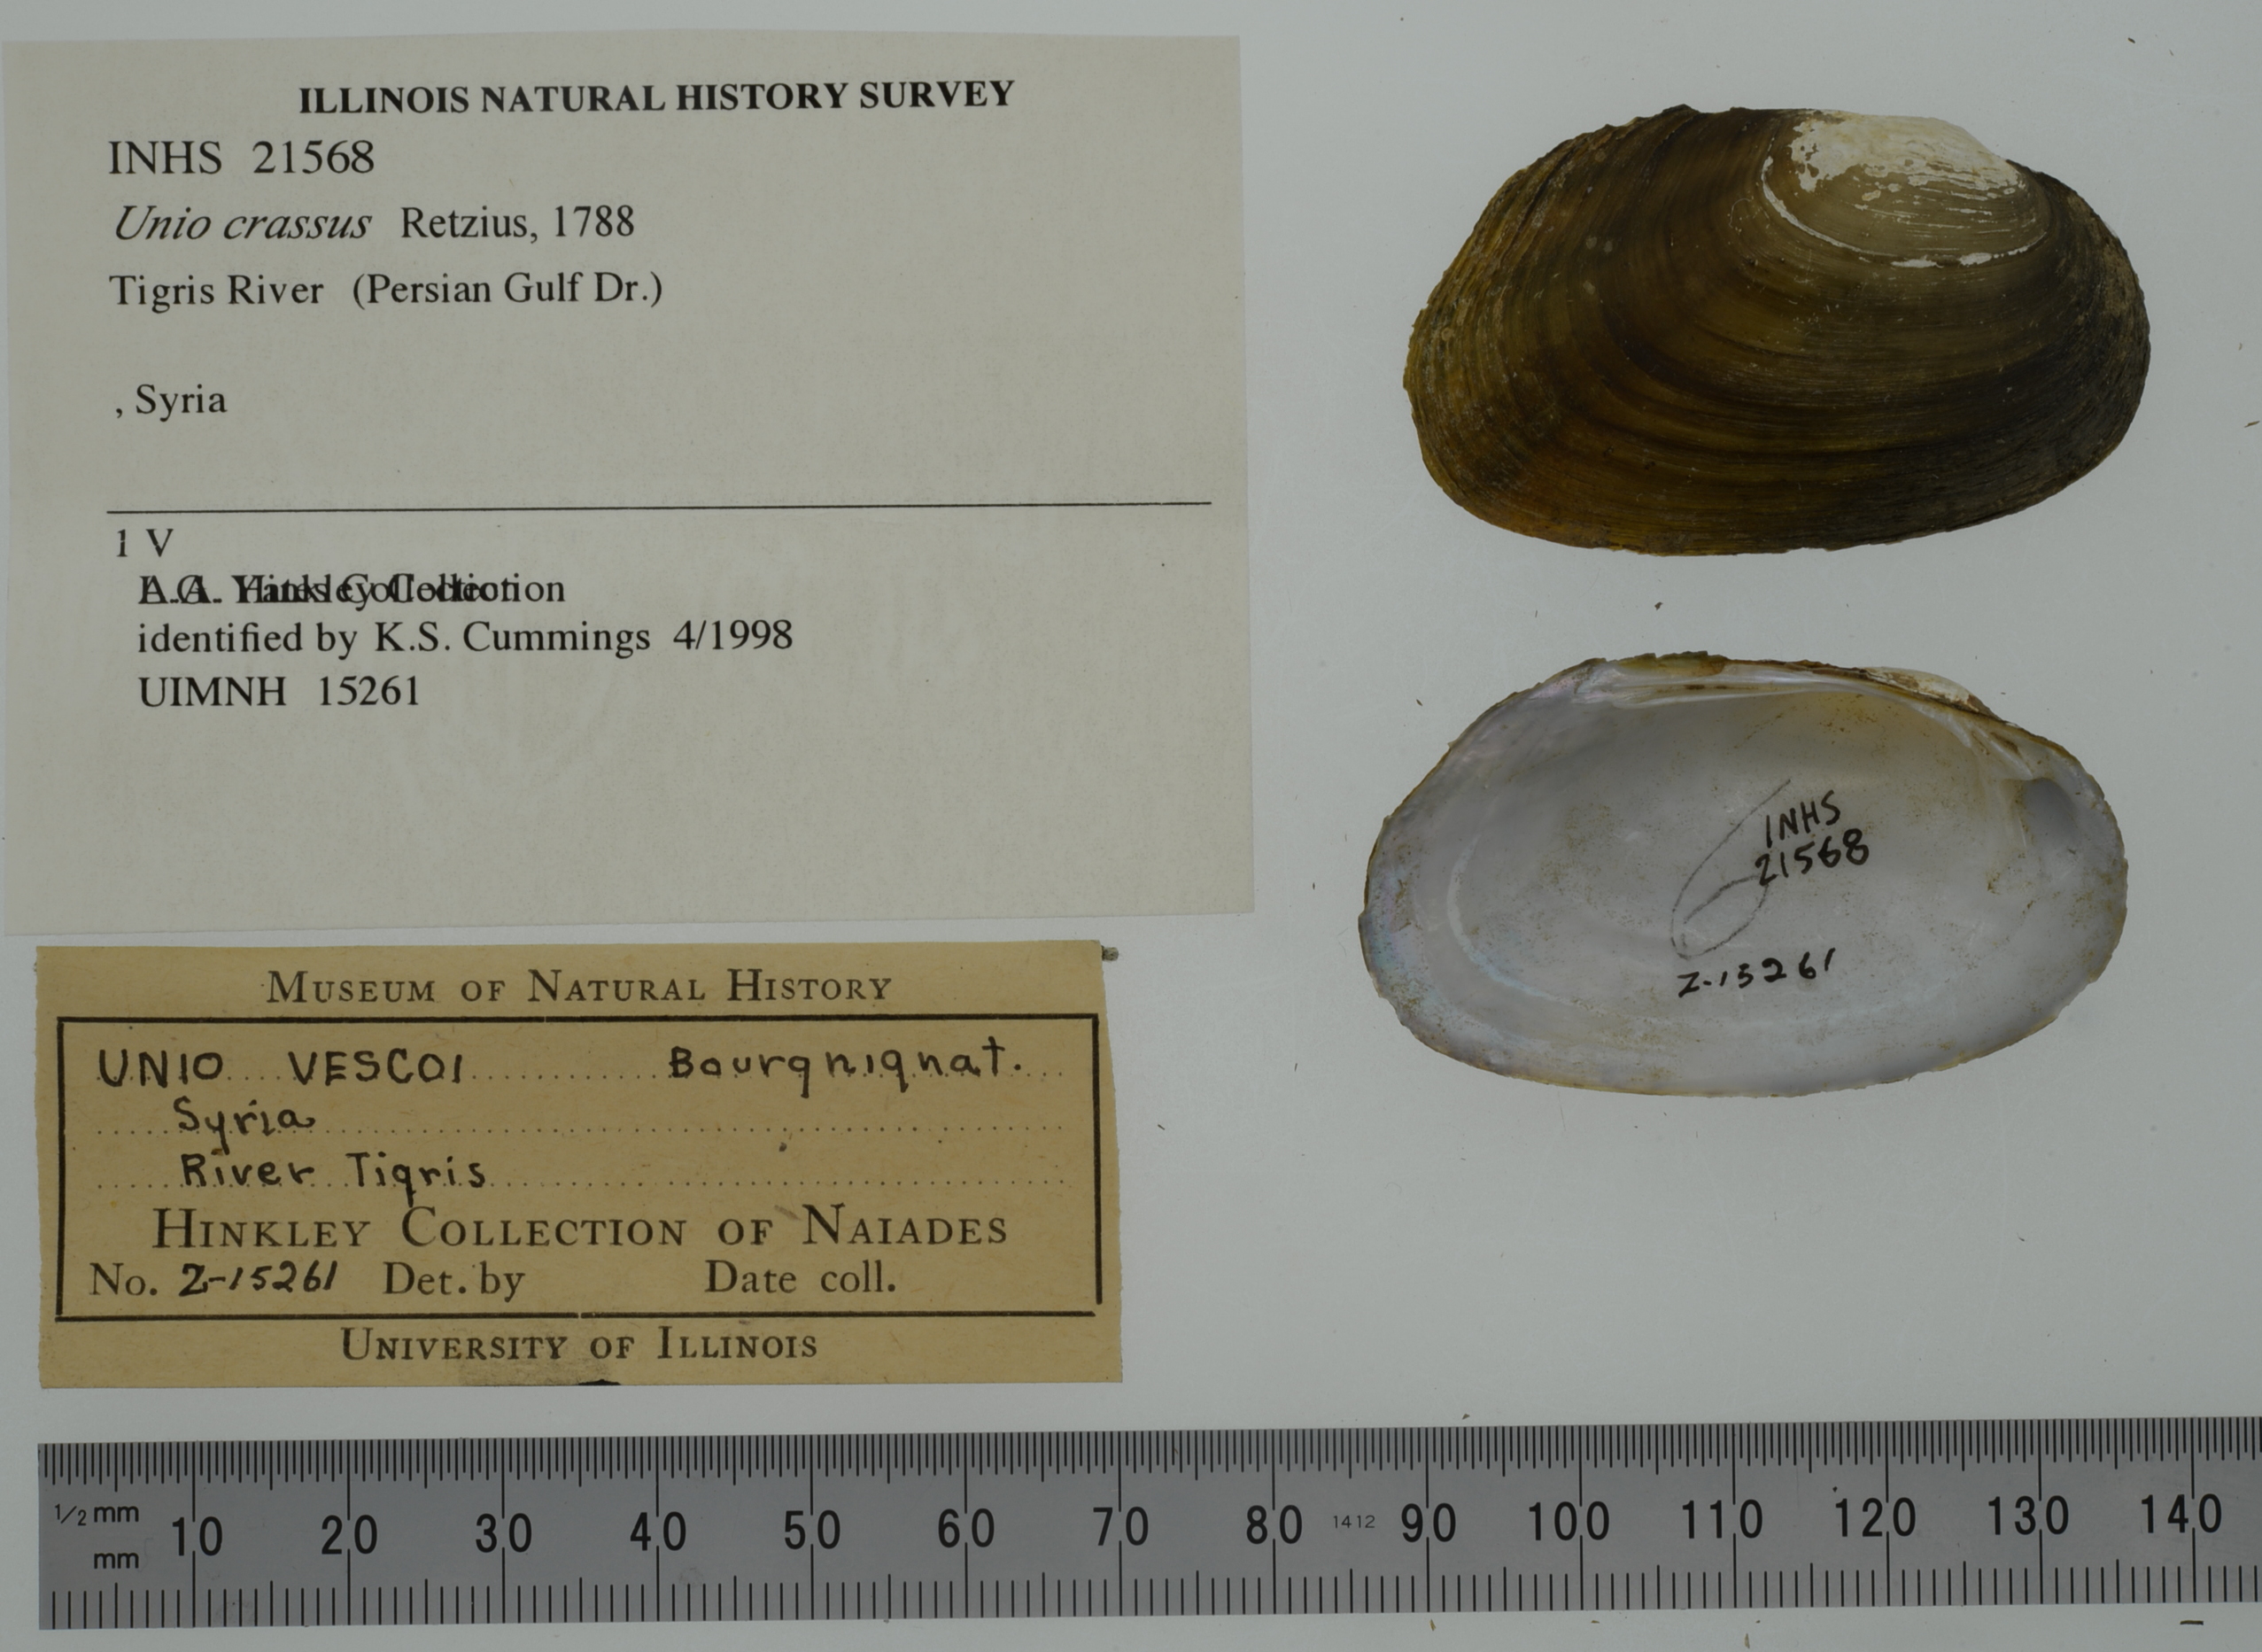 ILLINOIS NATURAL HISTORY SURVEY
INHS 21568
Unio crassus Retzius, 1788
Tigris River (Persian Gulf Dr.)
, Syria
1 V
Collection
identified by K.S. Cummings 4/1998
UIMNH 15261
MUSEUM OF NATURAL HISTORY
UNIO VESCOI Bourgnignat.
Syria
River Tigris
HINKLEY COLLECTION OF NAIADES
No. Z-15261 Det. by Date coll.
UNIVERSITY OF ILLINOIS
INHS
21568
Z-15261
1/2 mm
mm
10 20 30 40 50 60 70 80 1412 90 100 110 120 130 140